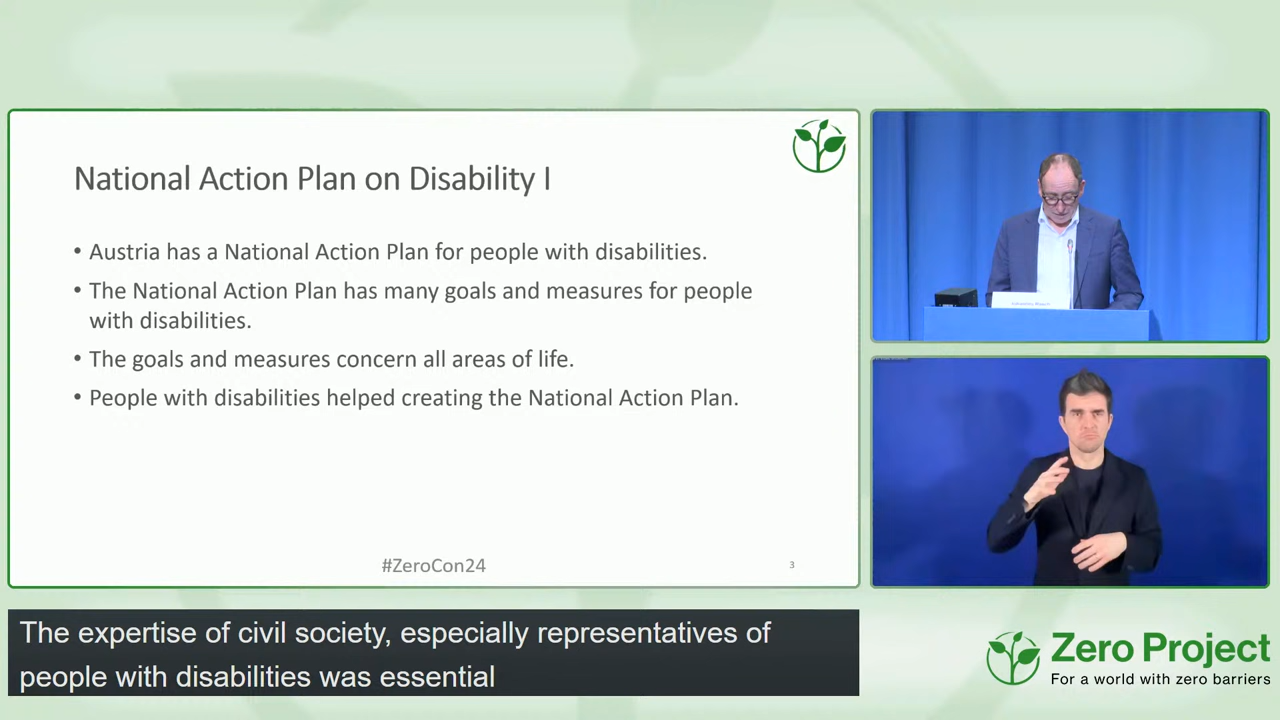 National Action Plan on Disability I
• Austria has a National Action Plan for people with disabilities.
• The National Action Plan has many goals and measures for people
with disabilities.
• The goals and measures concern all areas of life.
• People with disabilities helped creating the National Action Plan.
#ZeroCon24
3
The expertise of civil society, especially representatives of
people with disabilities was essential
Zero Project
For a world with zero barriers